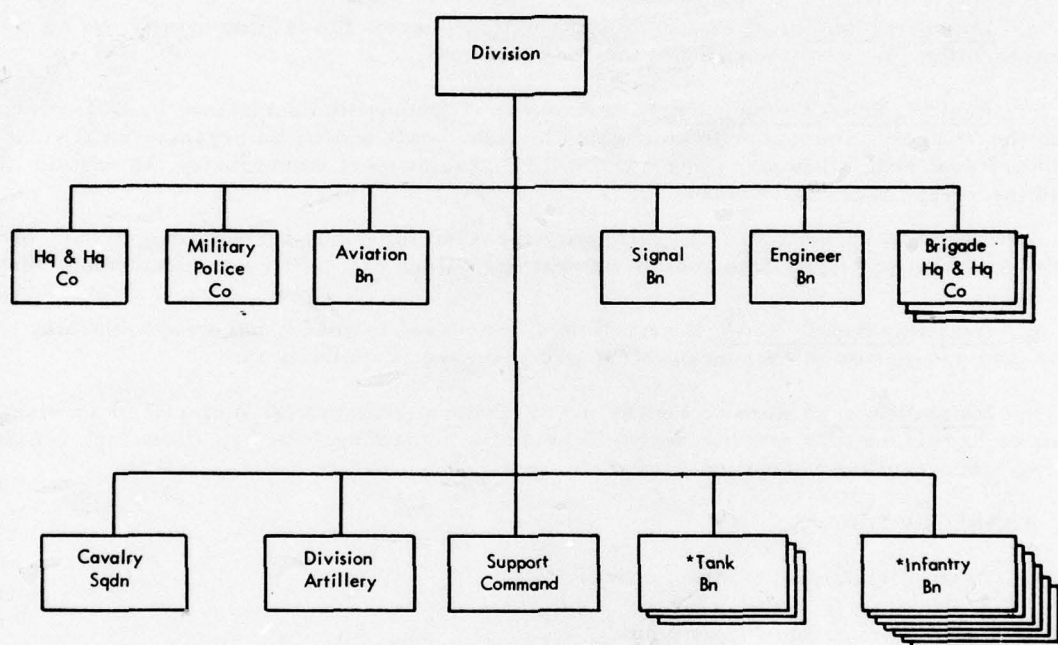 Division
Hq & Hq
Co
Military
Police
Co
Aviation
Bn
Signal
Bn
Engineer
Bn
Brigade
Hq & Hq
Co
Cavalry
Sqdn
Division
Artillery
Support
Command
*Tank
Bn
*Infantry
Bn